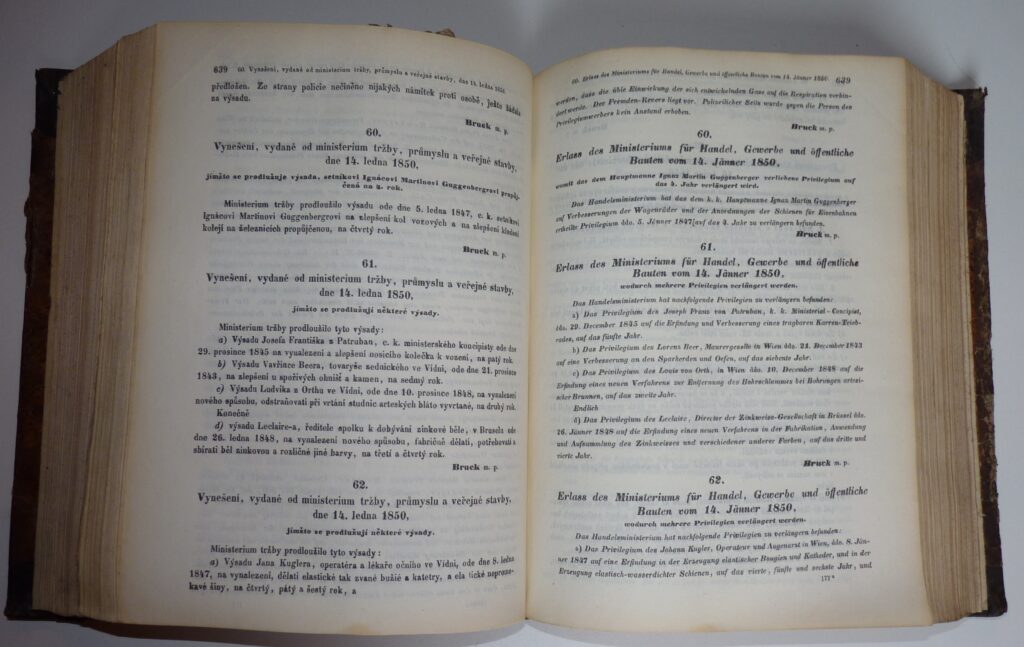 639 60. Vynešení, vydané od ministerium tržby, průmyslu a veřejné stavby, dne 14. ledna 1850.
předložen. Ze strany policie nečiněno nijakých námitek proti osobě, ježto žádala
na výsadu.
Bruck m. p.
60.
Vynešení, vydané od ministerium tržby, průmyslu a veřejné stavby,
dne 14. ledna 1850,
jímžto se prodlužuje výsada, setníkovi Ignácovi Martinovi Guggenbergrovi propůj-
čená na 4. rok.
Ministerium tržby prodloužilo výsadu ode dne 5. ledna 1847, c. k. setníkovi
Ignácovi Martinovi Guggenbergrovi na zlepšení kol vozových a na zlepšení kladení
kolejí na železnicích propůjčenou, na čtvrtý rok.
Bruck m. p.
61.
Vynešení, vydané od ministerium tržby, průmyslu a veřejné stavby,
dne 14. ledna 1850,
jímžto se prodlužují některé výsady.
Ministerium tržby prodloužilo tyto výsady:
a) Výsadu Josefa Františka z Patruban, c. k. ministerského koncipisty ode dne
29. prosince 1845 na vynalezení a zlepšení nosicího kolečka k vození, na pátý rok.
b) Výsadu Vavřince Beera, tovaryše zednického ve Vídni, ode dne 21. prosince
1843, na zlepšení u spořivých ohnišť a kamen, na sedmý rok.
c) Výsadu Ludvíka z Orthu ve Vídni, ode dne 10. prosince 1848, na vynalezení
nového spůsobu, odstraňovati při vrtání studnic arteských bláto vyvrtané, na druhý rok.
Konečně
d) výsadu Leclaire-a, ředitele spolku k dobývání zinkové běle, v Bruselu ode
dne 26. ledna 1848, na vynalezení nového spůsobu, fabričně dělati, potřebovati a
sbírati běl zinkovou a rozličné jiné barvy, na třetí a čtvrtý rok.
Bruck m. p.
62.
Vynešení, vydané od ministerium tržby, průmyslu a veřejné stavby,
dne 14. ledna 1850,
jímžto se prodlužují některé výsady.
Ministerium tržby prodloužilo tyto výsady:
a) Výsadu Jana Kuglera, operatéra a lékaře očního ve Vídni, ode dne 8. ledna
1847, na vynalezení, dělati elastické tak zvané bužie a katetry, a ela tické nepromo-
kavé šiny, na čtvrtý, pátý a šestý rok, a
60. Erlass des Ministeriums für Handel, Gewerbe und öffentliche Bauten vom 14. Jänner 1850. 639
werden, dass die üble Einwirkung der sich entwickelnden Gase auf die Respiration verhin-
dert werde. Der Fremden-Revers liegt vor. Polizeilicher Seits wurde gegen die Person des
Privilegiumswerbers kein Anstand erhoben.
Bruck m. p.
60.
Erlass des Ministeriums für Handel, Gewerbe und öffentliche
Bauten vom 14. Jänner 1850,
womit das dem Hauptmanne Ignaz Martin Guggenberger verliehene Privilegium auf
das 4. Jahr verlängert wird.
Das Handelsministerium hat das dem k. k. Hauptmanne Ignaz Martin Guggenberger
auf Verbesserungen der Wagenräder und der Anordnungen der Schienen für Eisenbahnen
ertheilte Privilegium ddo. 5. Jänner 1847 auf das 4. Jahr zu verlängern befunden.
Bruck m. p.
61.
Erlass des Ministeriums für Handel, Gewerbe und öffentliche
Bauten vom 14. Jänner 1850,
wodurch mehrere Privilegien verlängert werden.
Das Handelsministerium hat nachfolgende Privilegien zu verlängern befunden:
a) Das Privilegium des Joseph Franz von Patruban, k. k. Ministerial-Concipist,
ddo. 29. December 1845 auf die Erfindung und Verbesserung eines tragbaren Karren-Trieb-
rades, auf das fünfte Jahr.
b) Das Privilegium des Lorenz Beer, Maurergeselle in Wien ddo. 21. December 1843
auf eine Verbesserung an den Sparherden und Oefen, auf das siebente Jahr.
c) Das Privilegium des Louis von Orth, in Wien ddo. 10. December 1848 auf die
Erfindung eines neuen Verfahrens zur Entfernung des Bohrschlammes bei Bohrungen artesi-
scher Brunnen, auf das zweite Jahr.
Endlich
d) Das Privilegium des Leclaire, Director der Zinkweiss-Gesellschaft in Brüssel ddo.
26. Jänner 1848 auf die Erfindung eines neuen Verfahrens in der Fabrikation, Anwendung
und Aufsammlung des Zinkweisses und verschiedener anderer Farben, auf das dritte und
vierte Jahr.
Bruck m. p.
62.
Erlass des Ministeriums für Handel, Gewerbe und öffentliche
Bauten vom 14. Jänner 1850,
wodurch mehrere Privilegien verlängert werden.
Das Handelsministerium hat nachfolgende Privilegien zu verlängern befunden:
a) Das Privilegium des Johann Kugler, Operateur und Augenarzt in Wien, ddo. 8. Jän-
ner 1847 auf eine Erfindung in der Erzeugung elastischer Bougien und Katheder, und in der
Erzeugung elastisch-wasserdichter Schienen, auf das vierte, fünfte und sechste Jahr, und
177 *